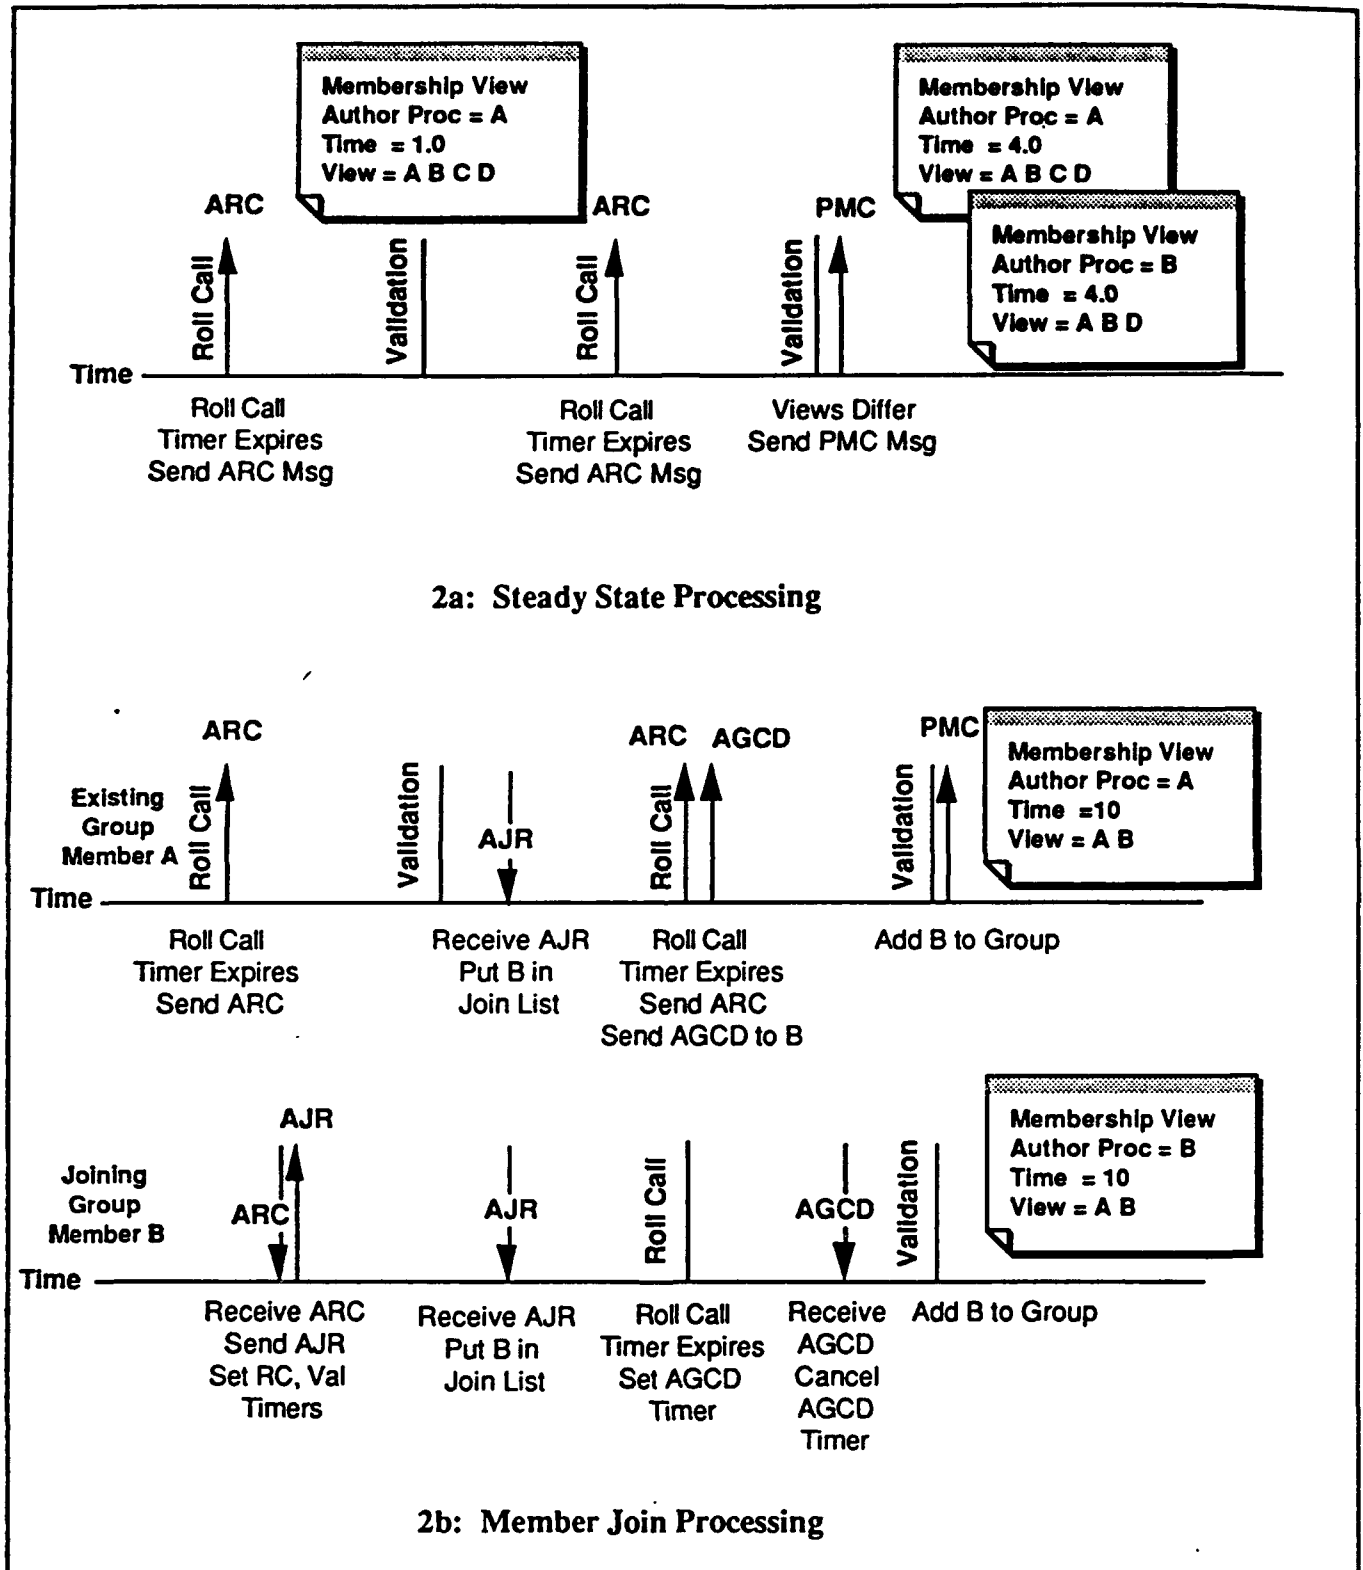 Membership View
Author Proc = A
Time = 1.0
View = A B C D
Membership View
Author Proc = A
Time = 4.0
View = A B C D
Membership View
Author Proc = B
Time = 4.0
View = A B D
ARC
ARC
PMC
Roll Call
Validation
Roll Call
Validation
Time
Roll Call
Timer Expires
Send ARC Msg
Roll Call
Timer Expires
Send ARC Msg
Views Differ
Send PMC Msg
2a: Steady State Processing
ARC
ARC
AGCD
PMC
Membership View
Author Proc = A
Time =10
View = A B
Existing
Group
Member A
Roll Call
Validation
AJR
Roll Call
Validation
Time
Roll Call
Timer Expires
Send ARC
Receive AJR
Put B in
Join List
Roll Call
Timer Expires
Send ARC
Send AGCD to B
Add B to Group
AJR
Membership View
Author Proc = B
Time = 10
View = A B
Joining
Group
Member B
ARC
AJR
Roll Call
AGCD
Validation
Time
Receive ARC
Send AJR
Set RC, Val
Timers
Receive AJR
Put B in
Join List
Roll Call
Timer Expires
Set AGCD
Timer
Receive
AGCD
Cancel
AGCD
Timer
Add B to Group
2b: Member Join Processing